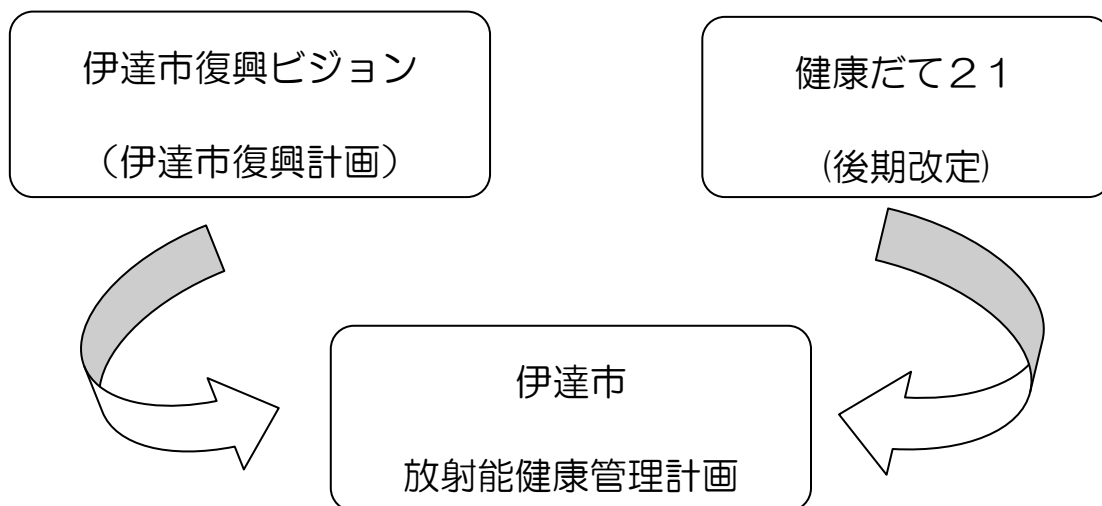 伊達市復興ビジョン
（伊達市復興計画）
健康だて２１
(後期改定)
伊達市
放射能健康管理計画